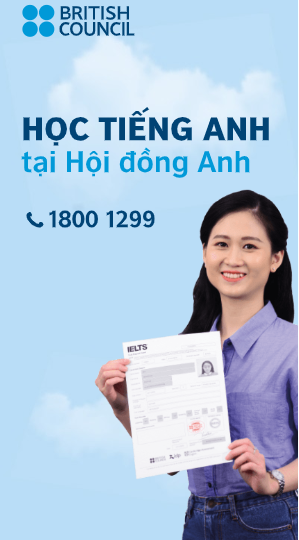 BRITISH
COUNCIL
HỌC TIẾNG ANH
tại Hội đồng Anh
1800 1299
IELTS